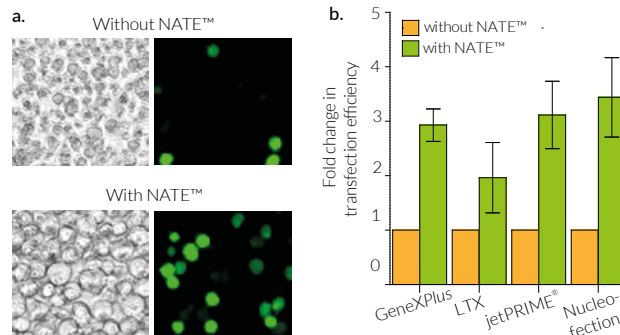 a.
Without NATE™
With NATE™
b.
without NATE™
with NATE™
Fold change in
transfection efficiency
5
4
3
2
1
0
GeneXPlus
LTX
jetPRIME®
Nucleo-
fection